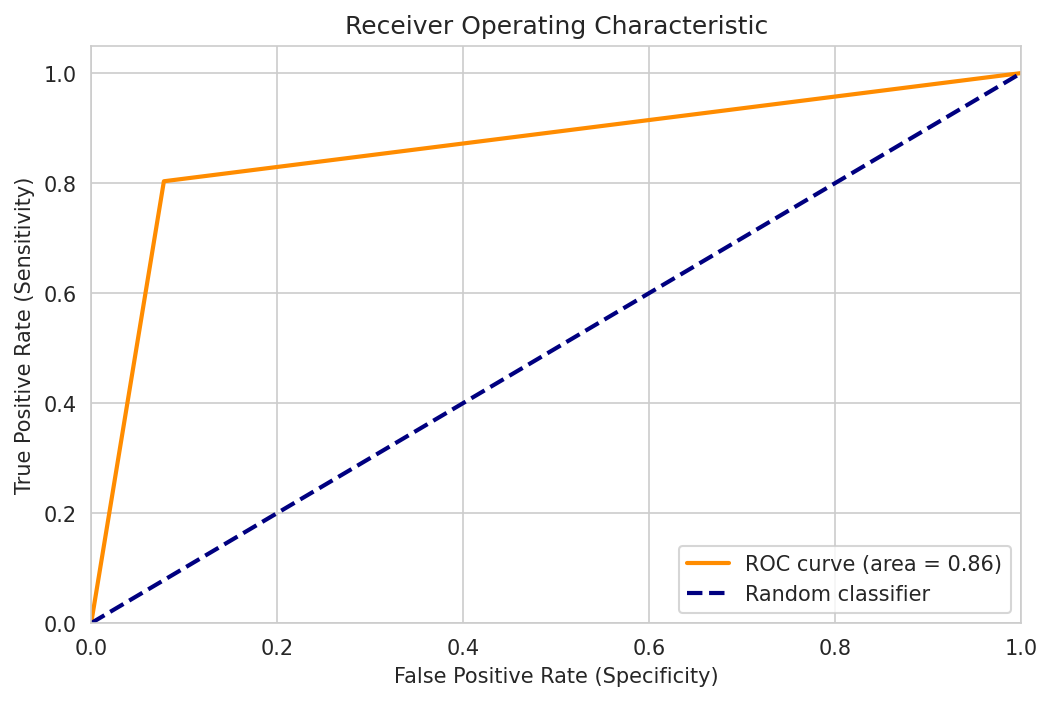 Receiver Operating Characteristic
True Positive Rate (Sensitivity)
1.0
0.8
0.6
0.4
0.2
0.0
ROC curve (area = 0.86)
Random classifier
0.0 0.2 0.4 0.6 0.8 1.0
False Positive Rate (Specificity)